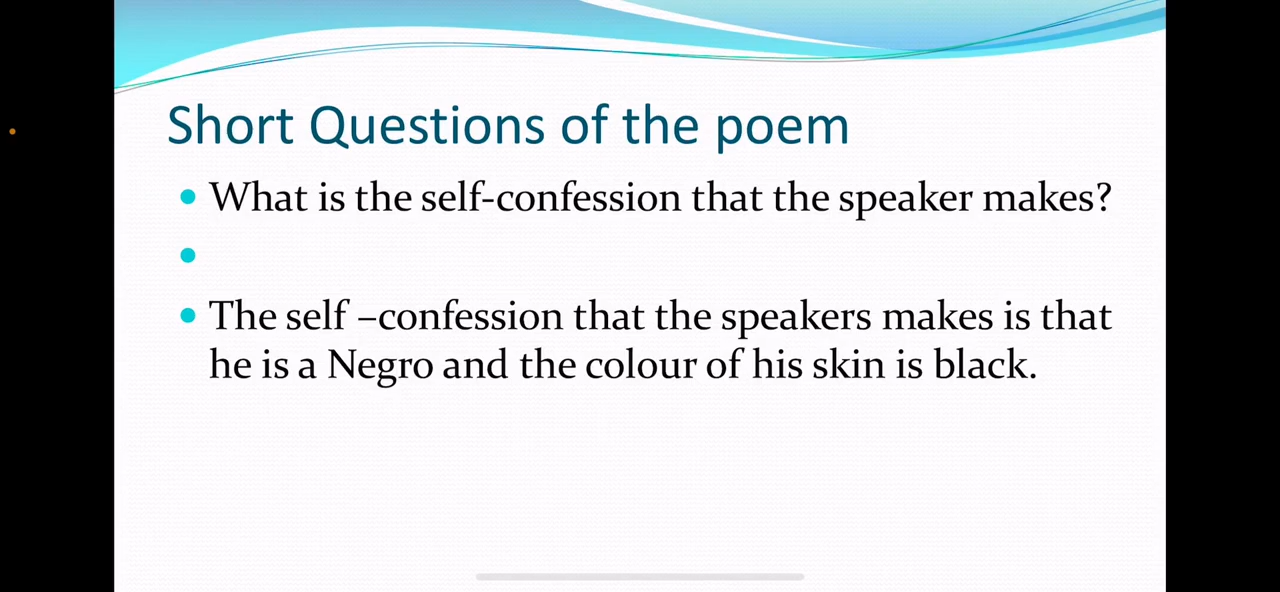 Short Questions of the poem
What is the self-confession that the speaker makes?
The self –confession that the speakers makes is that
he is a Negro and the colour of his skin is black.